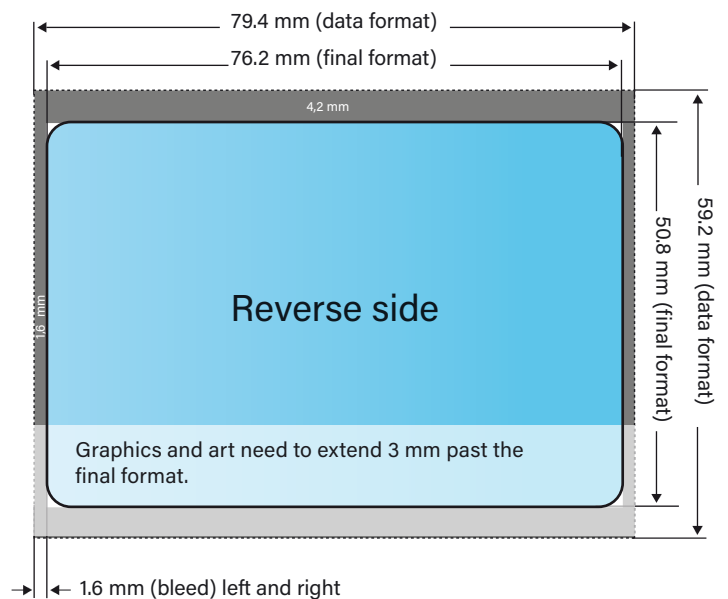 79.4 mm (data format)
76.2 mm (final format)
4,2 mm
1.6 mm
Reverse side
50.8 mm (final format)
59.2 mm (data format)
Graphics and art need to extend 3 mm past the
final format.
1.6 mm (bleed) left and right